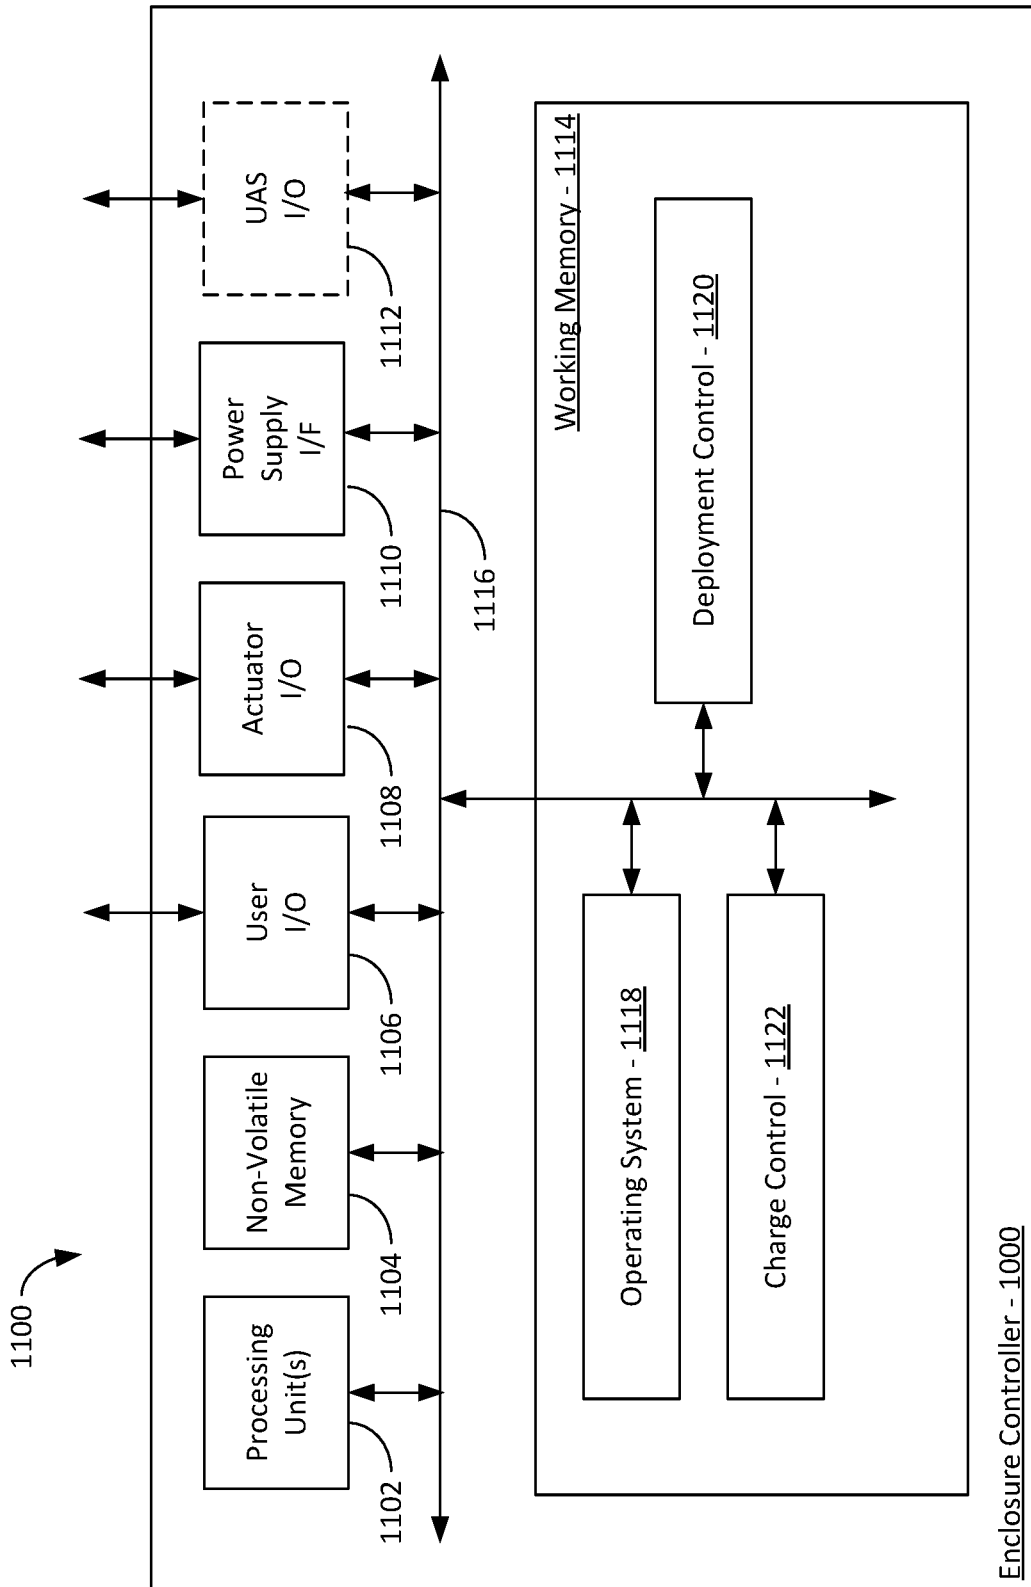 1100
Processing
Unit(s)
Non-Volatile
Memory
User
I/O
Actuator
I/O
Power
Supply
I/F
UAS
I/O
1102
1104
1106
1108
1110
1112
1116
Working Memory - 1114
Operating System - 1118
Deployment Control - 1120
Charge Control - 1122
Enclosure Controller - 1000